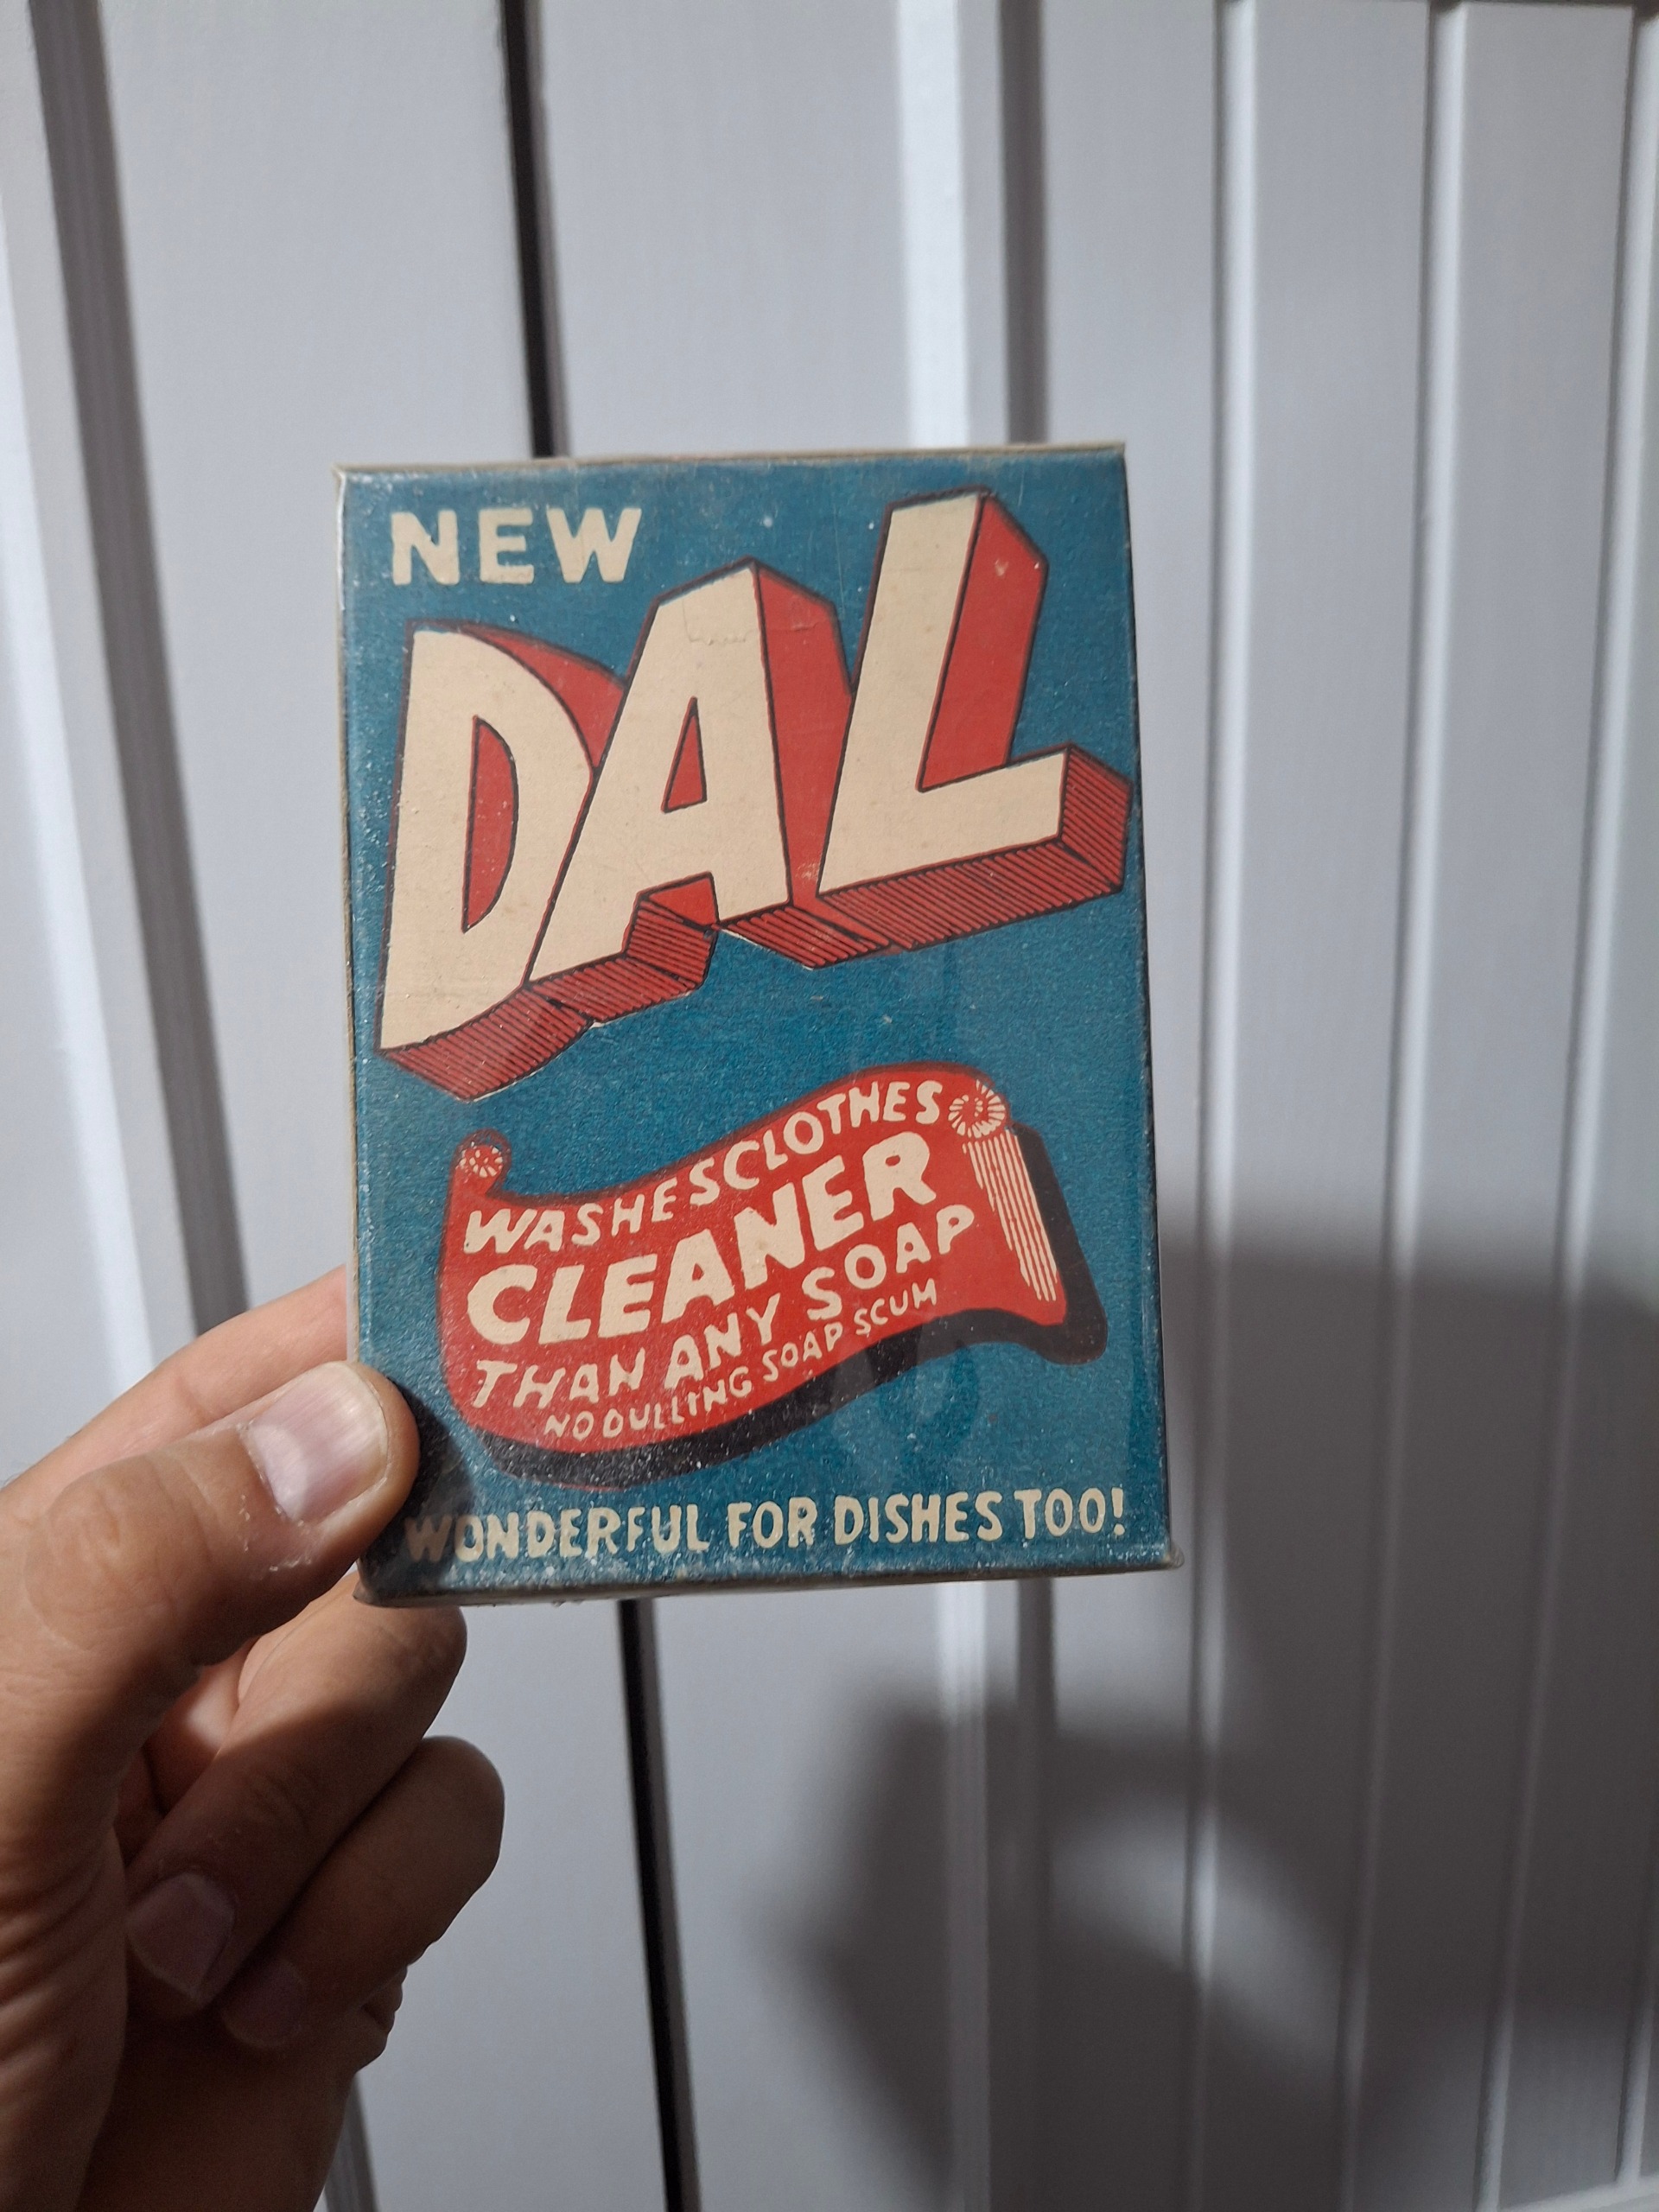 NEW
DAL
WASHES CLOTHES
CLEANER
THAN ANY SOAP
NO DULLING SOAP SCUM
WONDERFUL FOR DISHES TOO!